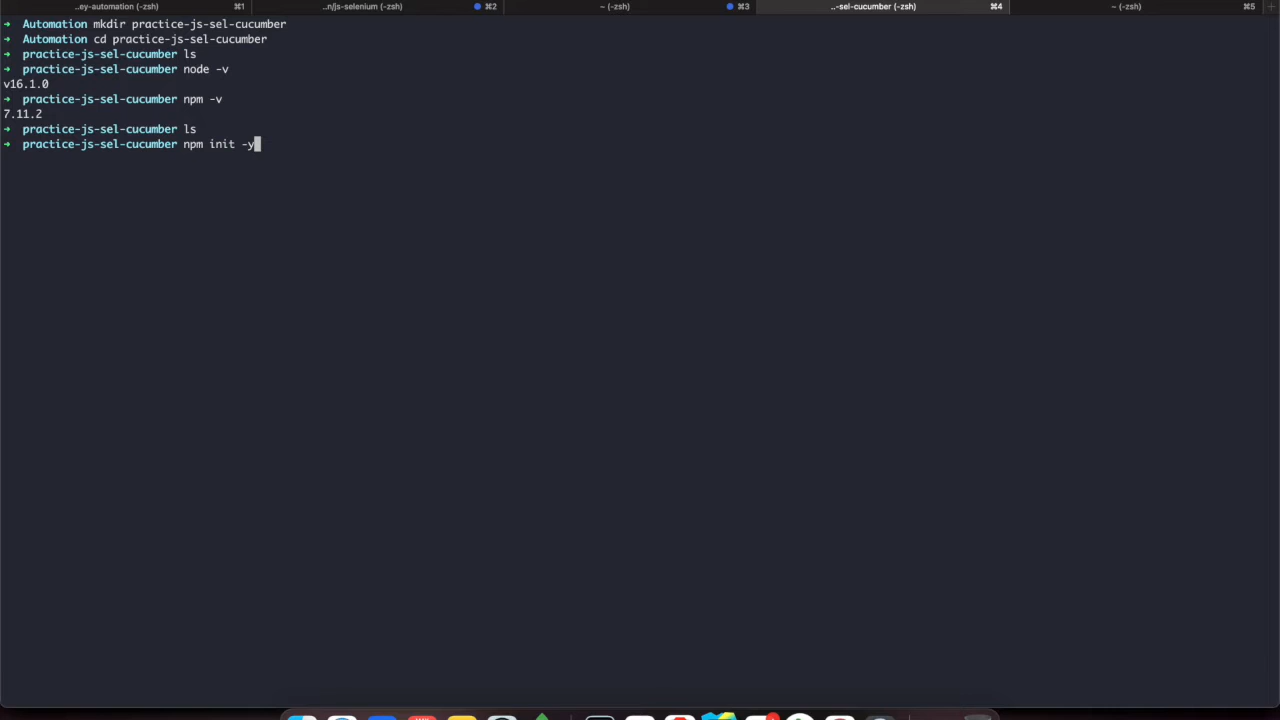 ..ey-automation (-zsh) ⌘1 ..n/js-selenium (-zsh) ⌘2 ~ (-zsh) ⌘3 ..-sel-cucumber (-zsh) ⌘4 ~ (-zsh) ⌘5
➜ Automation mkdir practice-js-sel-cucumber
➜ Automation cd practice-js-sel-cucumber
➜ practice-js-sel-cucumber ls
➜ practice-js-sel-cucumber node -v
v16.1.0
➜ practice-js-sel-cucumber npm -v
7.11.2
➜ practice-js-sel-cucumber ls
➜ practice-js-sel-cucumber npm init -y